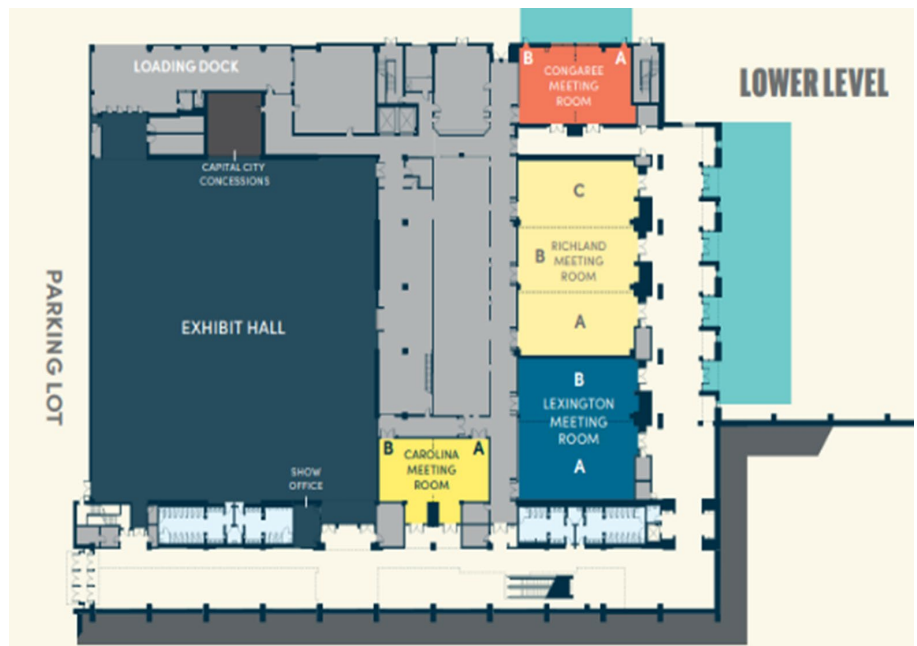 LOADING DOCK
B
A
CONGAREE
MEETING
ROOM
LOWER LEVEL
CAPITAL CITY
CONCESSIONS
C
B
RICHLAND
MEETING
ROOM
A
PARKING LOT
EXHIBIT HALL
B
LEXINGTON
MEETING
ROOM
A
B
A
CAROLINA
MEETING
ROOM
SHOW
OFFICE